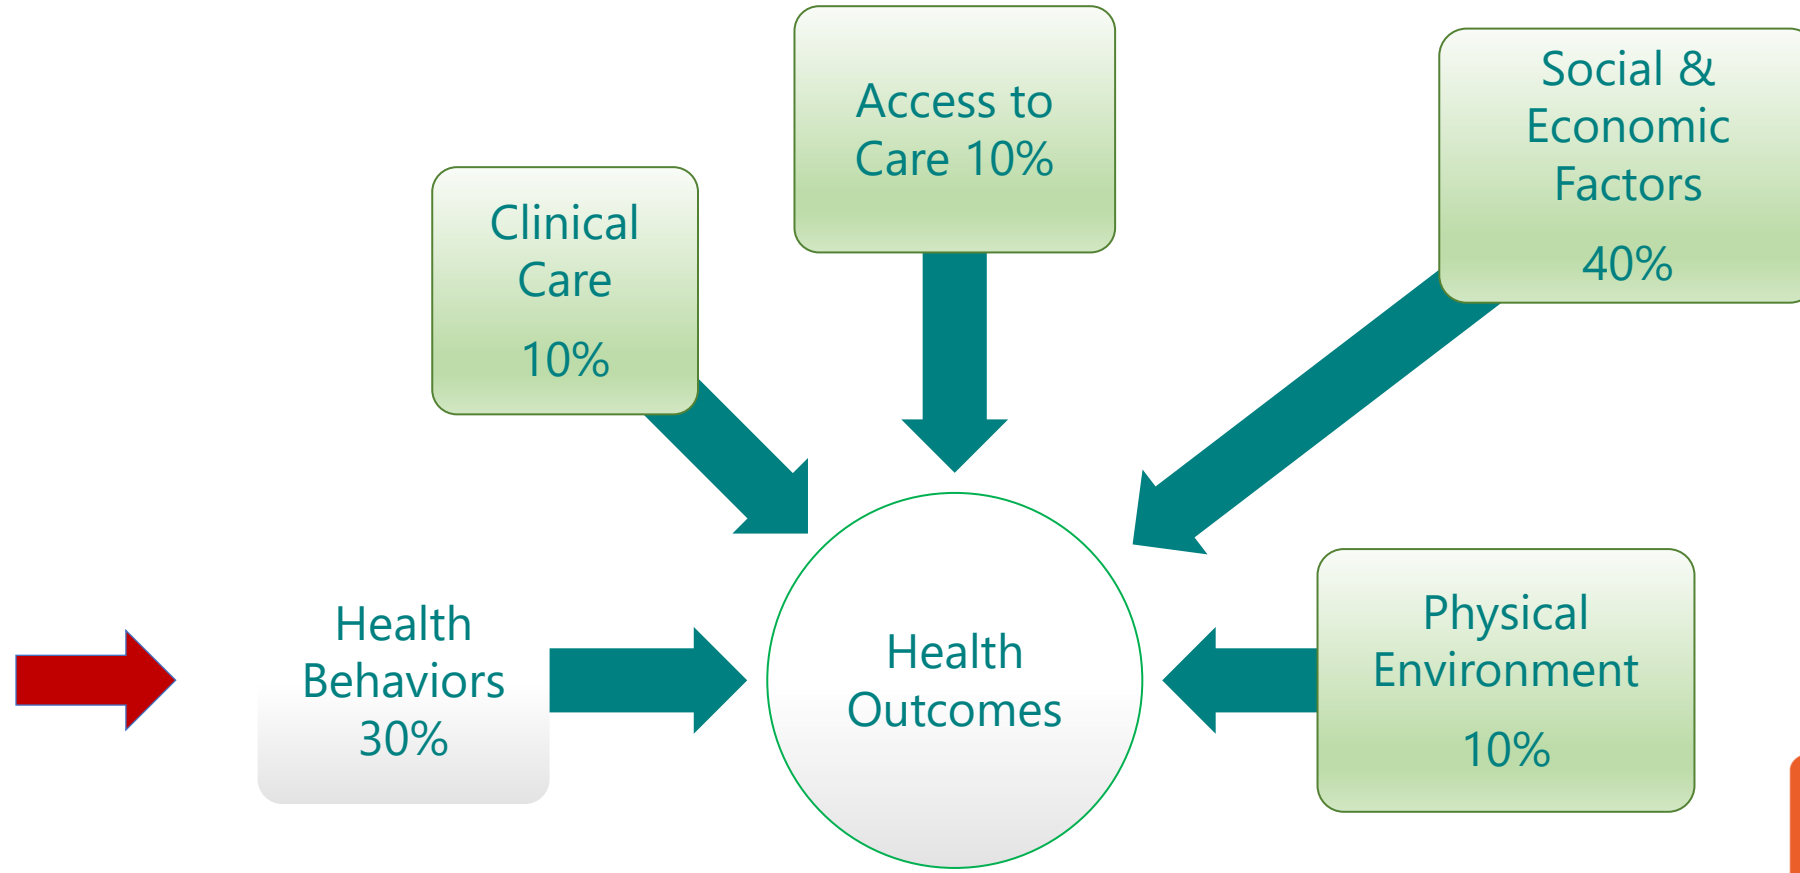 Access to
Care 10%
Social &
Economic
Factors
40%
Clinical
Care
10%
Health
Behaviors
30%
Health
Outcomes
Physical
Environment
10%